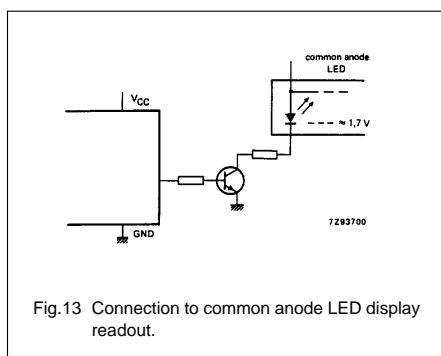 common anode
LED
VCC
≈ 1,7 V
GND
7Z93700
Fig.13 Connection to common anode LED display
readout.